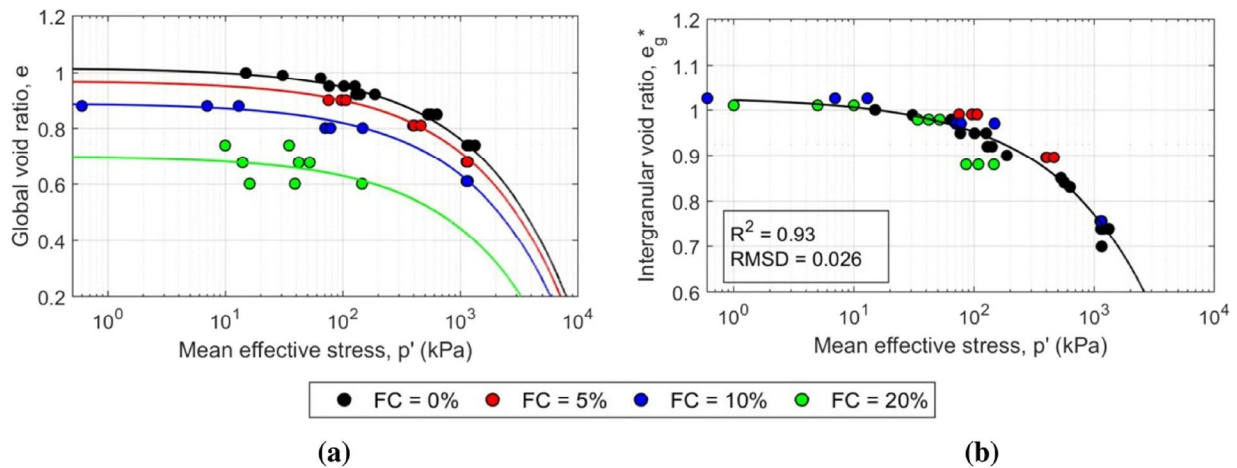 1.2
1
0.8
0.6
0.4
0.2
Global void ratio, e
10^0
10^1
10^2
10^3
10^4
Mean effective stress, p' (kPa)
1.2
1.1
1
0.9
0.8
0.7
0.6
Intergranular void ratio, e_g*
R² = 0.93
RMSD = 0.026
10^0
10^1
10^2
10^3
10^4
Mean effective stress, p' (kPa)
FC = 0% FC = 5% FC = 10% FC = 20%
(a) (b)